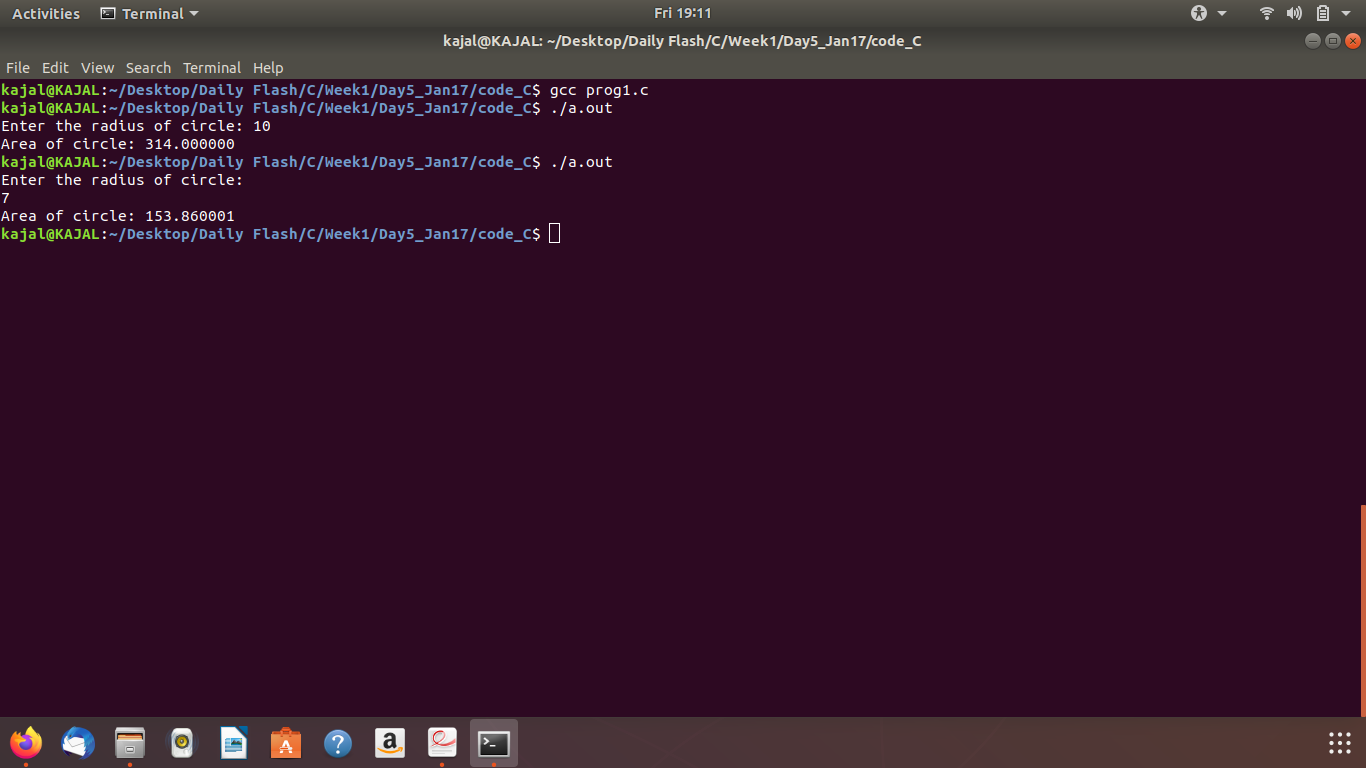 Activities Terminal Fri 19:11
kajal@KAJAL: ~/Desktop/Daily Flash/C/Week1/Day5_Jan17/code_C
File Edit View Search Terminal Help
kajal@KAJAL:~/Desktop/Daily Flash/C/Week1/Day5_Jan17/code_C$ gcc prog1.c
kajal@KAJAL:~/Desktop/Daily Flash/C/Week1/Day5_Jan17/code_C$ ./a.out
Enter the radius of circle: 10
Area of circle: 314.000000
kajal@KAJAL:~/Desktop/Daily Flash/C/Week1/Day5_Jan17/code_C$ ./a.out
Enter the radius of circle:
7
Area of circle: 153.860001
kajal@KAJAL:~/Desktop/Daily Flash/C/Week1/Day5_Jan17/code_C$